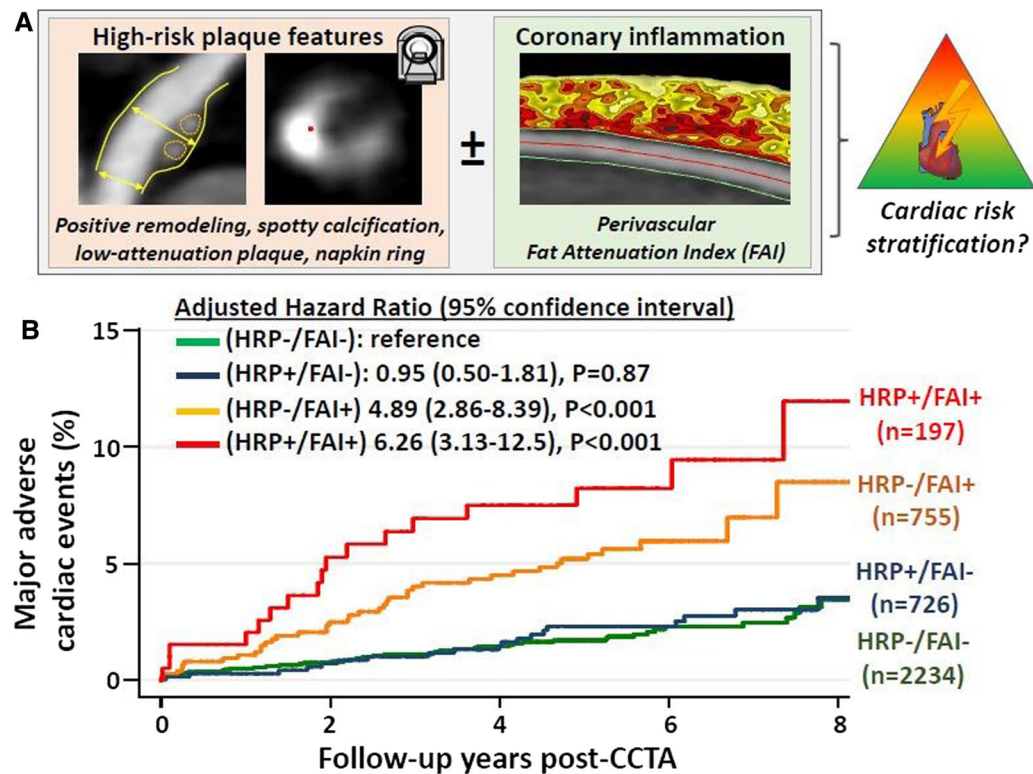 A
High-risk plaque features
Coronary inflammation
±
Positive remodeling, spotty calcification,
low-attenuation plaque, napkin ring
Perivascular
Fat Attenuation Index (FAI)
Cardiac risk
stratification?
B
Adjusted Hazard Ratio (95% confidence interval)
(HRP-/FAI-): reference
(HRP+/FAI-): 0.95 (0.50-1.81), P=0.87
(HRP-/FAI+) 4.89 (2.86-8.39), P<0.001
(HRP+/FAI+) 6.26 (3.13-12.5), P<0.001
Major adverse
cardiac events (%)
15
10
5
0
HRP+/FAI+
(n=197)
HRP-/FAI+
(n=755)
HRP+/FAI-
(n=726)
HRP-/FAI-
(n=2234)
0 2 4 6 8
Follow-up years post-CCTA